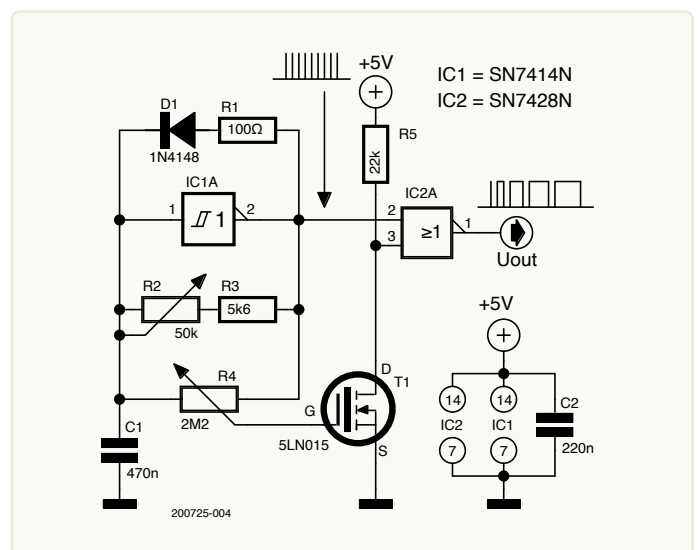 +5V
IC1 = SN7414N
IC2 = SN7428N
D1
R1
100Ω
1N4148
R5
22k
IC1A
1
2
1
IC2A
2
3
≥1
1
Uout
R2
R3
5k6
50k
+5V
R4
2M2
D
T1
G
5LN015
S
C1
470n
14
14
C2
IC2
IC1
220n
7
7
200725-004